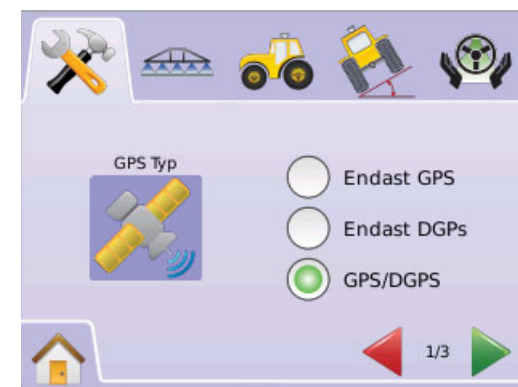 GPS Typ
Endast GPS
Endast DGPs
GPS/DGPS
1/3